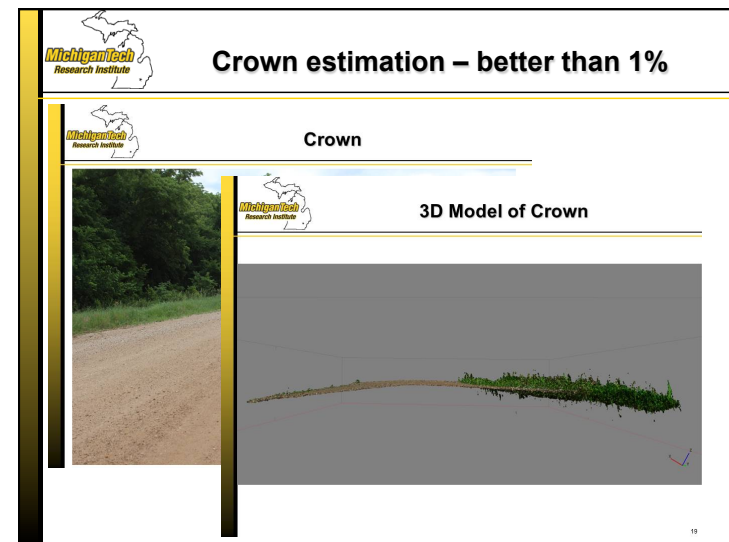 MichiganTech
Research Institute
Crown estimation – better than 1%
MichiganTech
Research Institute
Crown
MichiganTech
Research Institute
3D Model of Crown
19